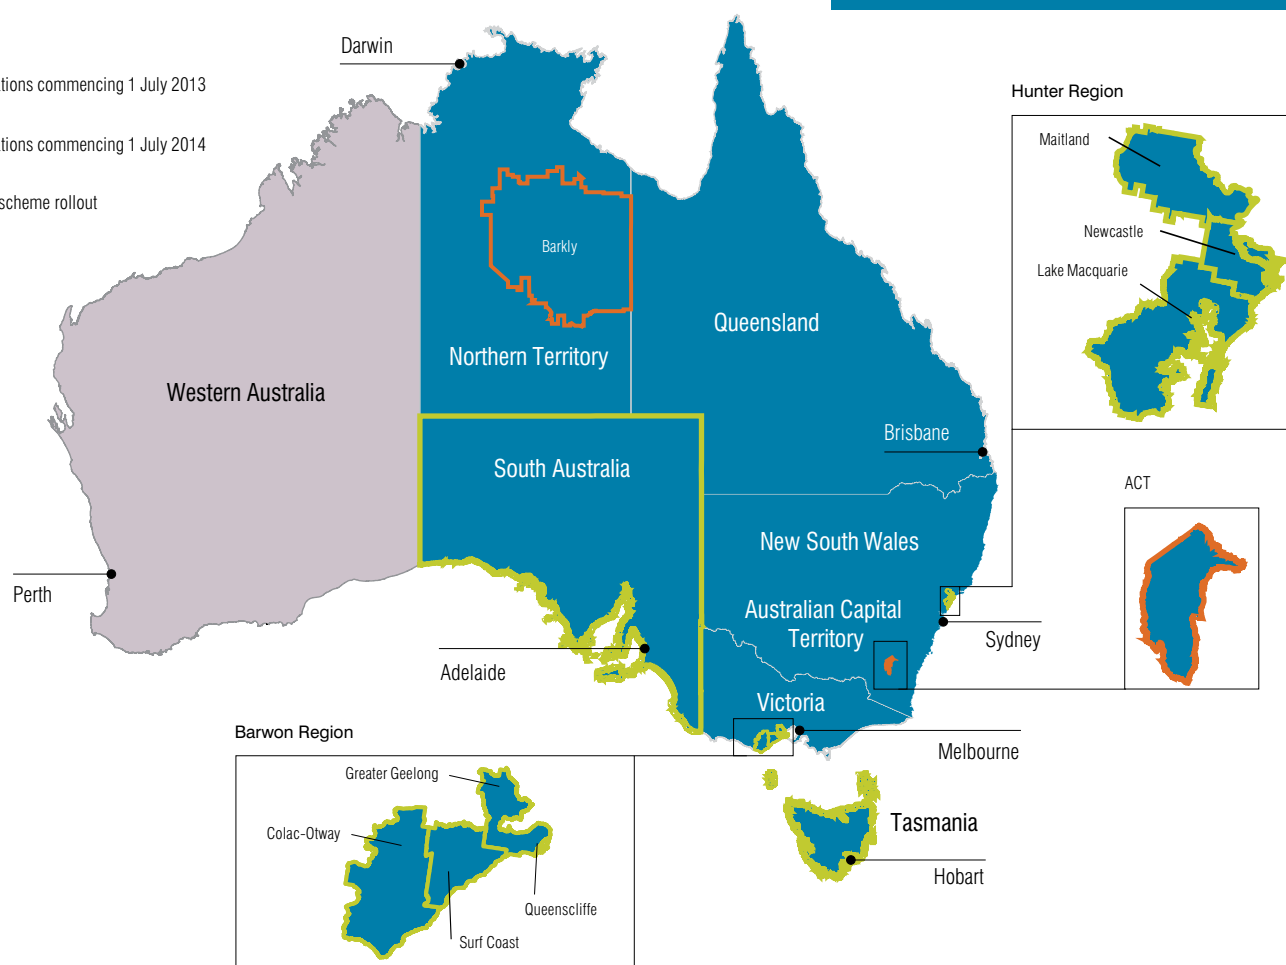 Darwin
ations commencing 1 July 2013
Hunter Region
Maitland
ations commencing 1 July 2014
scheme rollout
Newcastle
Barkly
Lake Macquarie
Queensland
Northern Territory
Western Australia
Brisbane
South Australia
ACT
New South Wales
Perth
Australian Capital
Territory
Sydney
Adelaide
Victoria
Barwon Region
Melbourne
Greater Geelong
Colac-Otway
Tasmania
Hobart
Queenscliffe
Surf Coast